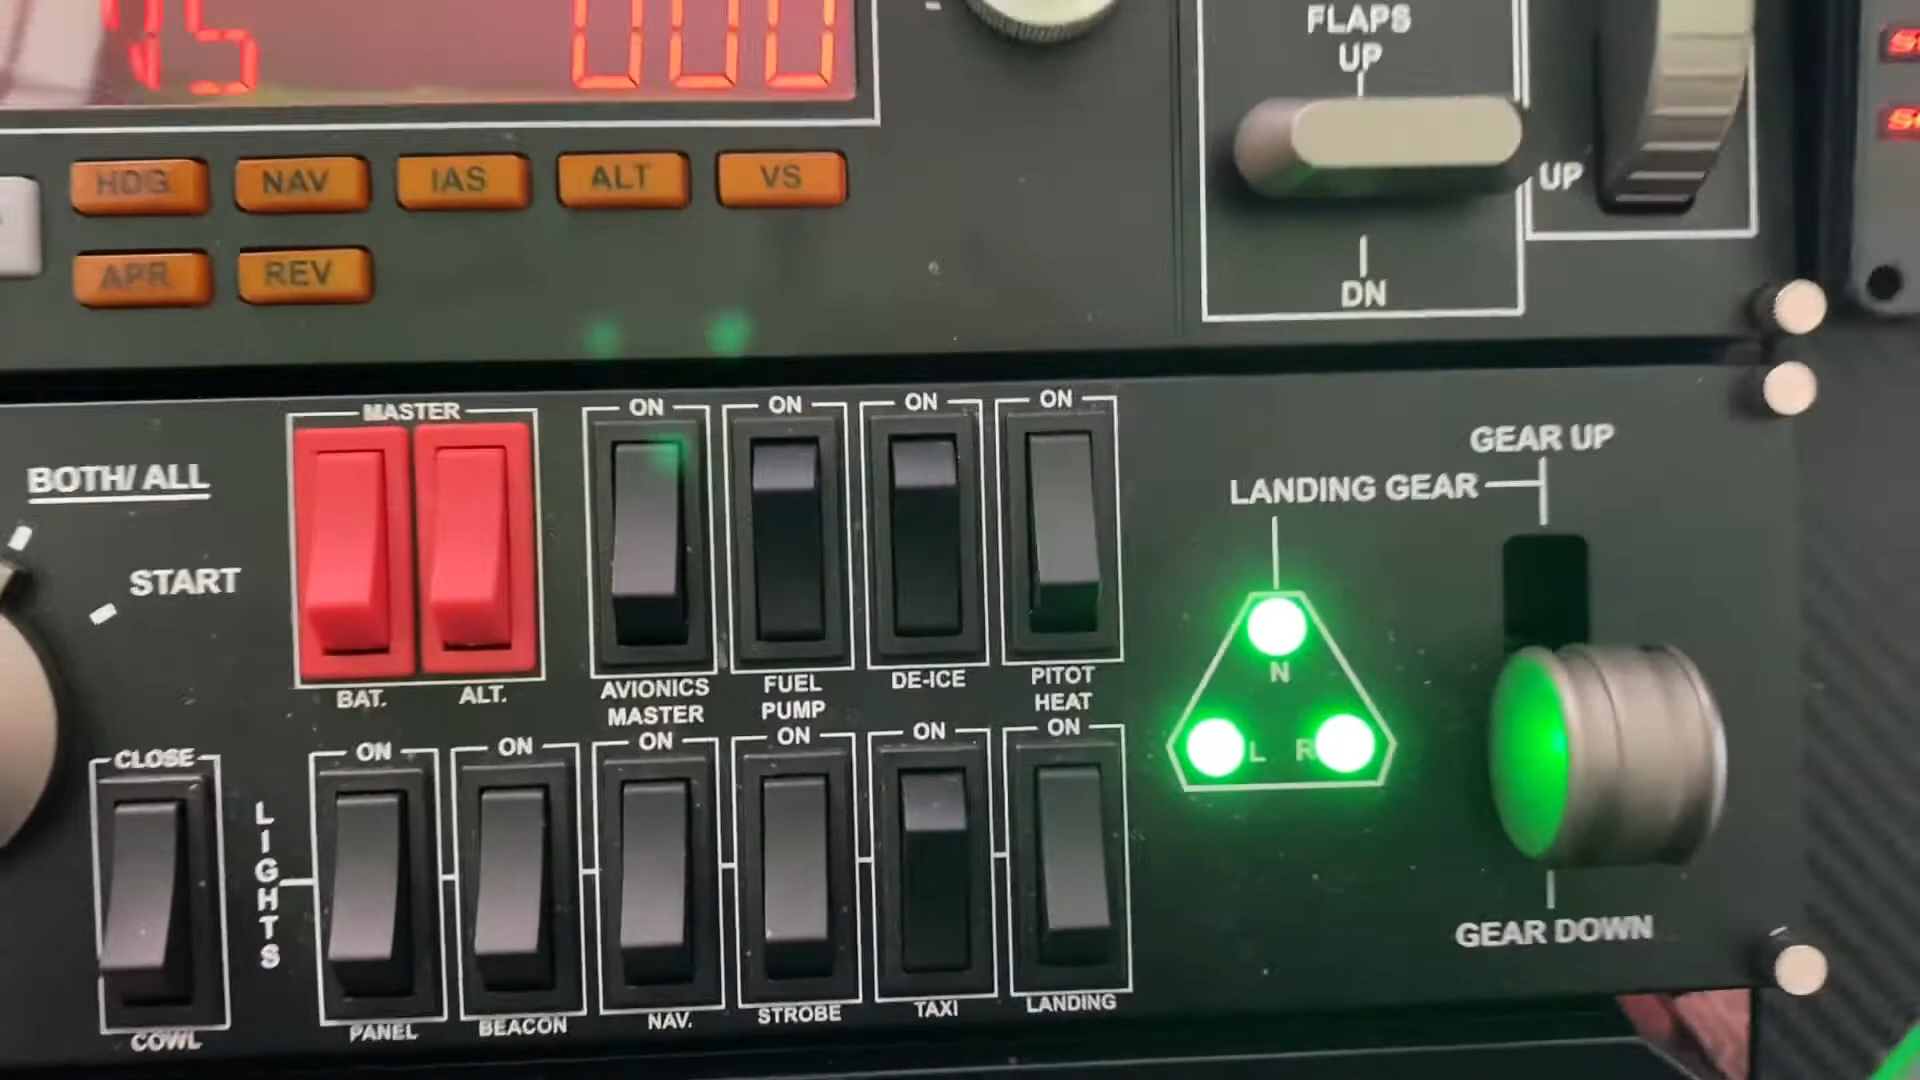 VS 000
FLAPS
UP
HDG NAV IAS ALT VS
UP
APR REV
DN
MASTER ON ON ON ON
GEAR UP
BOTH/ ALL
LANDING GEAR
START
N
BAT. ALT. AVIONICS MASTER FUEL PUMP DE-ICE PITOT HEAT
L R
CLOSE ON ON ON ON ON ON
LIGHTS
GEAR DOWN
COWL PANEL BEACON NAV. STROBE TAXI LANDING